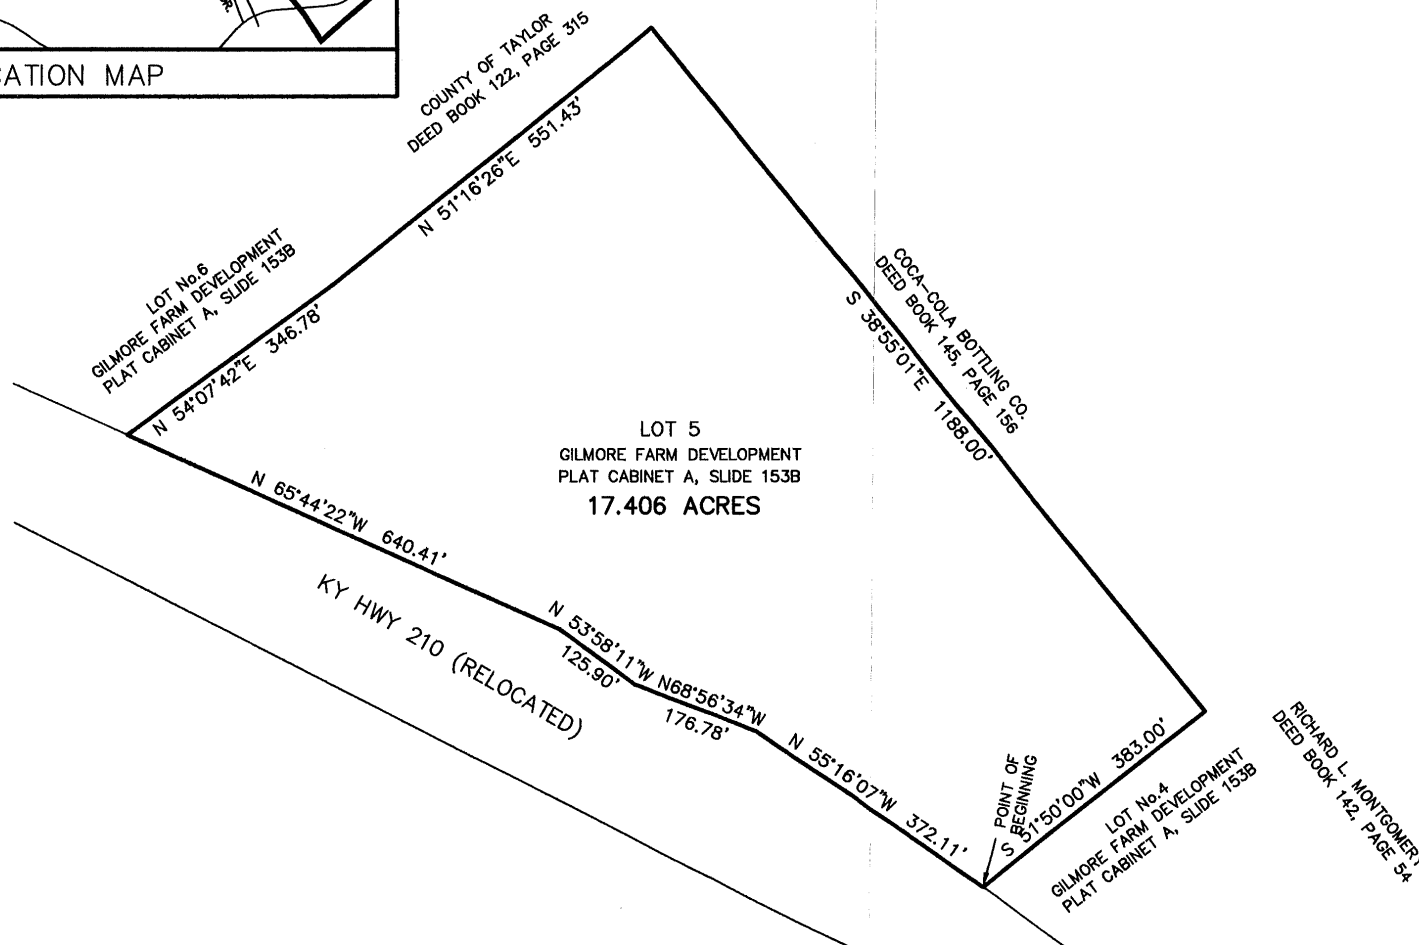 CATION MAP
COUNTY OF TAYLOR
DEED BOOK 122, PAGE 315
N 51°16'26"E 551.43'
LOT No.6
GILMORE FARM DEVELOPMENT
PLAT CABINET A, SLIDE 153B
N 54°07'42"E 346.78'
COCA-COLA BOTTLING CO.
DEED BOOK 145, PAGE 156
S 38°55'01"E 1188.00'
LOT 5
GILMORE FARM DEVELOPMENT
PLAT CABINET A, SLIDE 153B
17.406 ACRES
N 65°44'22"W 640.41'
KY HWY 210 (RELOCATED)
N 53°58'11"W
125.90'
N68°56'34"W
176.78'
N 55°16'07"W 372.11'
POINT OF
BEGINNING
S 51°50'00"W 383.00'
LOT No.4
GILMORE FARM DEVELOPMENT
PLAT CABINET A, SLIDE 153B
RICHARD L. MONTGOMERY
DEED BOOK 142, PAGE 54